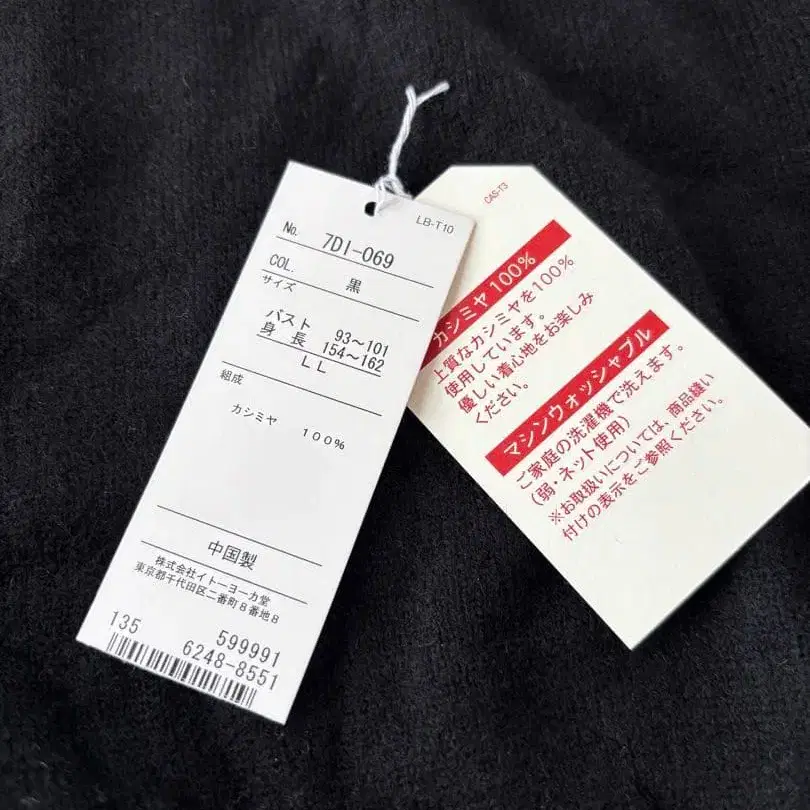 LB-T10
No. 7DI-069
COL. 黒
サイズ
バスト 93~101
身長 154~162
LL
組成
カシミヤ 100%
中国製
株式会社イトーヨーカ堂
東京都千代田区二番町8番地8
135 599991
6248-8551
CAS-T3
カシミヤ100%
上質なカシミヤを100%
使用しています。
優しい着心地をお楽しみ
ください。
マシンウォッシャブル
ご家庭の洗濯機で洗えます。
(弱・ネット使用)
※お取扱いについては、商品縫い
付けの表示をご参照ください。